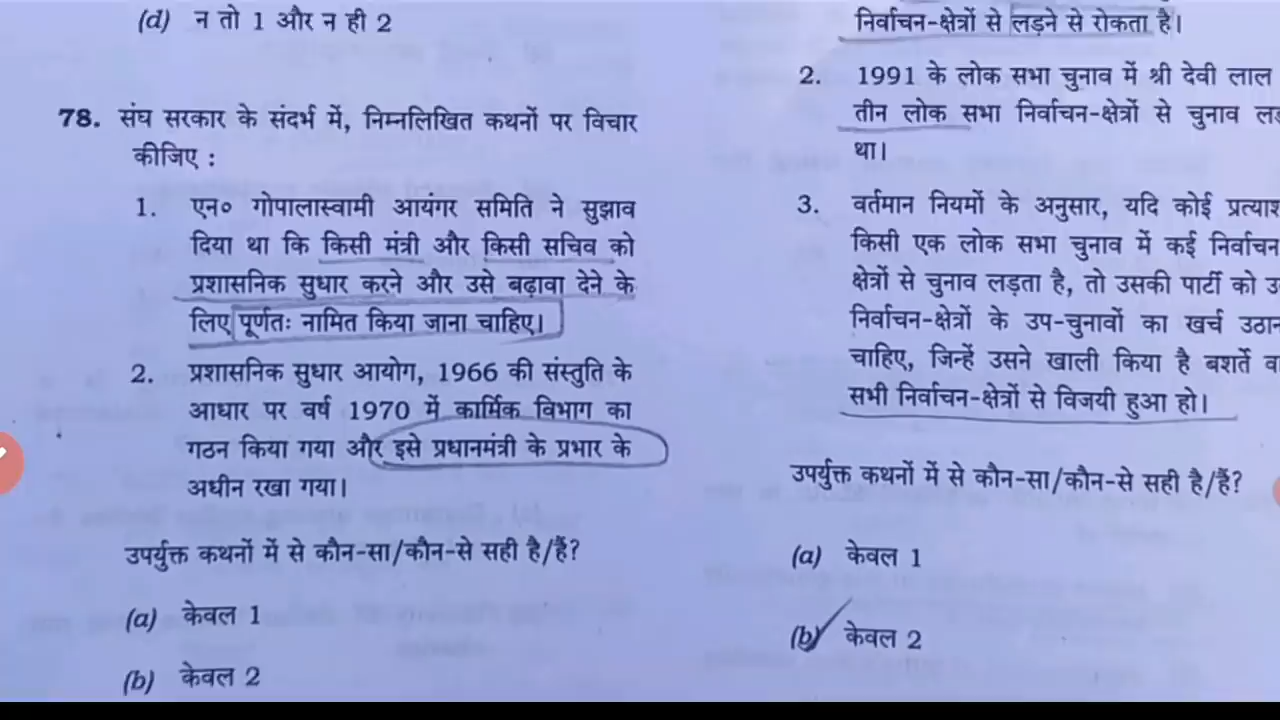 (d) न तो 1 और न ही 2
78. संघ सरकार के संदर्भ में, निम्नलिखित कथनों पर विचार
कीजिए :
1. एन० गोपालास्वामी आयंगर समिति ने सुझाव
दिया था कि किसी मंत्री और किसी सचिव को
प्रशासनिक सुधार करने और उसे बढ़ावा देने के
लिए पूर्णतः नामित किया जाना चाहिए।
2. प्रशासनिक सुधार आयोग, 1966 की संस्तुति के
आधार पर वर्ष 1970 में कार्मिक विभाग का
गठन किया गया और इसे प्रधानमंत्री के प्रभार के
अधीन रखा गया।
उपर्युक्त कथनों में से कौन-सा/कौन-से सही है/हैं?
(a) केवल 1
(b) केवल 2
निर्वाचन-क्षेत्रों से लड़ने से रोकता है।
2. 1991 के लोक सभा चुनाव में श्री देवी लाल
तीन लोक सभा निर्वाचन-क्षेत्रों से चुनाव
था।
3. वर्तमान नियमों के अनुसार, यदि कोई
किसी एक लोक सभा चुनाव में कई निर्वाचन
क्षेत्रों से चुनाव लड़ता है, तो उसकी पार्टी को
निर्वाचन-क्षेत्रों के उप-चुनावों का खर्च
चाहिए, जिन्हें उसने खाली किया है बशर्ते
सभी निर्वाचन-क्षेत्रों से विजयी हुआ हो।
उपर्युक्त कथनों में से कौन-सा/कौन-से सही है/हैं?
(a) केवल 1
(b) केवल 2